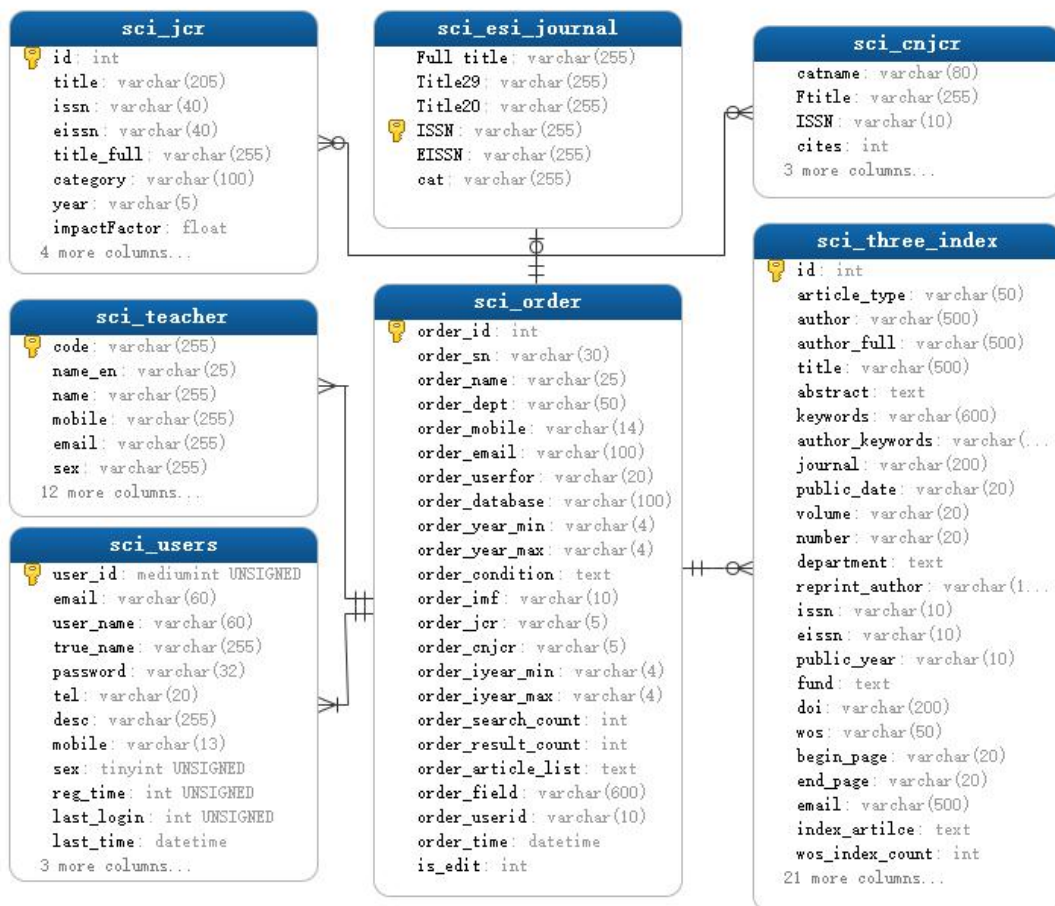 sci_jcr
id: int
title: varchar(205)
issn: varchar(40)
eissn: varchar(40)
title_full: varchar(255)
category: varchar(100)
year: varchar(5)
impactFactor: float
4 more columns...
sci_esi_journal
Full title: varchar(255)
Title29: varchar(255)
Title20: varchar(255)
ISSN: varchar(255)
EISSN: varchar(255)
cat: varchar(255)
sci_cnjcr
catname: varchar(80)
Ftitle: varchar(255)
ISSN: varchar(10)
cites: int
3 more columns...
sci_teacher
code: varchar(255)
name_en: varchar(25)
name: varchar(255)
mobile: varchar(255)
email: varchar(255)
sex: varchar(255)
12 more columns...
sci_users
user_id: mediumint UNSIGNED
email: varchar(60)
user_name: varchar(60)
true_name: varchar(255)
password: varchar(32)
tel: varchar(20)
desc: varchar(255)
mobile: varchar(13)
sex: tinyint UNSIGNED
reg_time: int UNSIGNED
last_login: int UNSIGNED
last_time: datetime
3 more columns...
sci_order
order_id: int
order_sn: varchar(30)
order_name: varchar(25)
order_dept: varchar(50)
order_mobile: varchar(14)
order_email: varchar(100)
order_userfor: varchar(20)
order_database: varchar(100)
order_year_min: varchar(4)
order_year_max: varchar(4)
order_condition: text
order_imf: varchar(10)
order_jcr: varchar(5)
order_cnjcr: varchar(5)
order_iyear_min: varchar(4)
order_iyear_max: varchar(4)
order_search_count: int
order_result_count: int
order_article_list: text
order_field: varchar(600)
order_userid: varchar(10)
order_time: datetime
is_edit: int
sci_three_index
id: int
article_type: varchar(50)
author: varchar(500)
author_full: varchar(500)
title: varchar(500)
abstract: text
keywords: varchar(600)
author_keywords: varchar(...
journal: varchar(200)
public_date: varchar(20)
volume: varchar(20)
number: varchar(20)
department: text
reprint_author: varchar(1...
issn: varchar(10)
eissn: varchar(10)
public_year: varchar(10)
fund: text
doi: varchar(200)
wos: varchar(50)
begin_page: varchar(20)
end_page: varchar(20)
email: varchar(500)
index_artilce: text
wos_index_count: int
21 more columns...